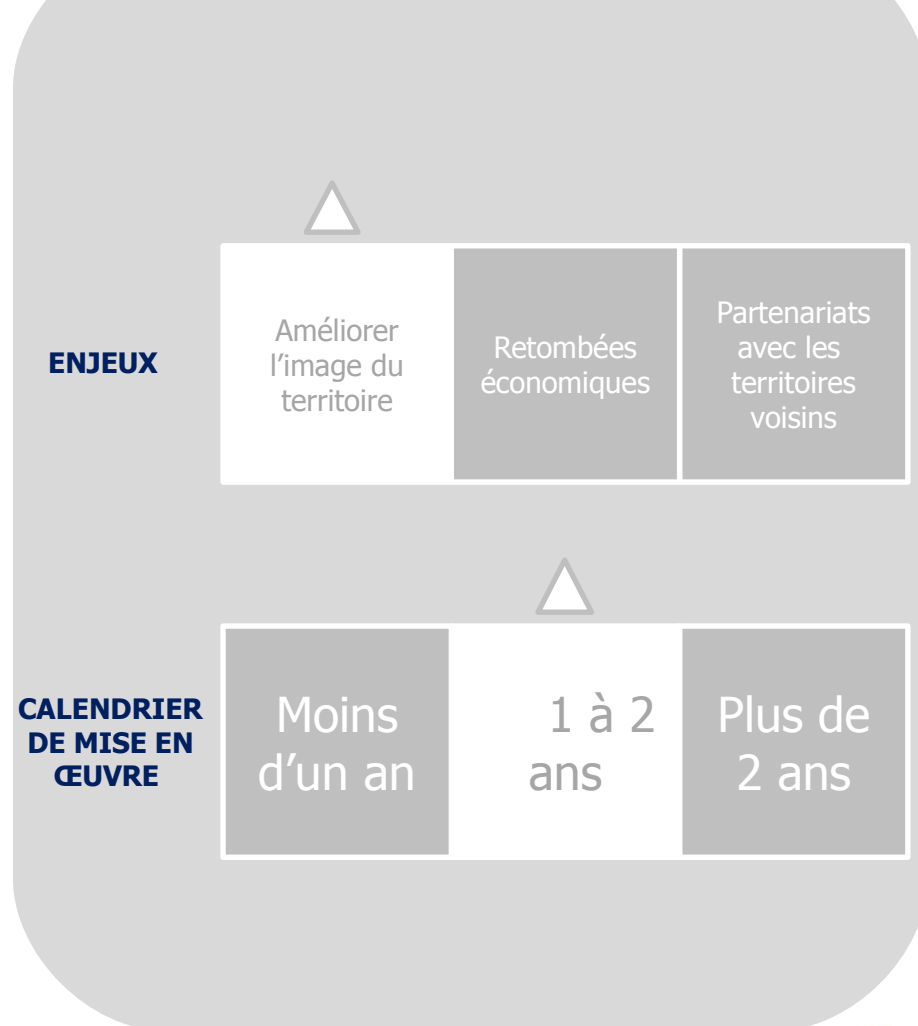 ENJEUX
Améliorer
l’image du
territoire
Retombées
économiques
Partenariats
avec les
territoires
voisins
CALENDRIER
DE MISE EN
ŒUVRE
Moins
d’un an
1 à 2
ans
Plus de
2 ans